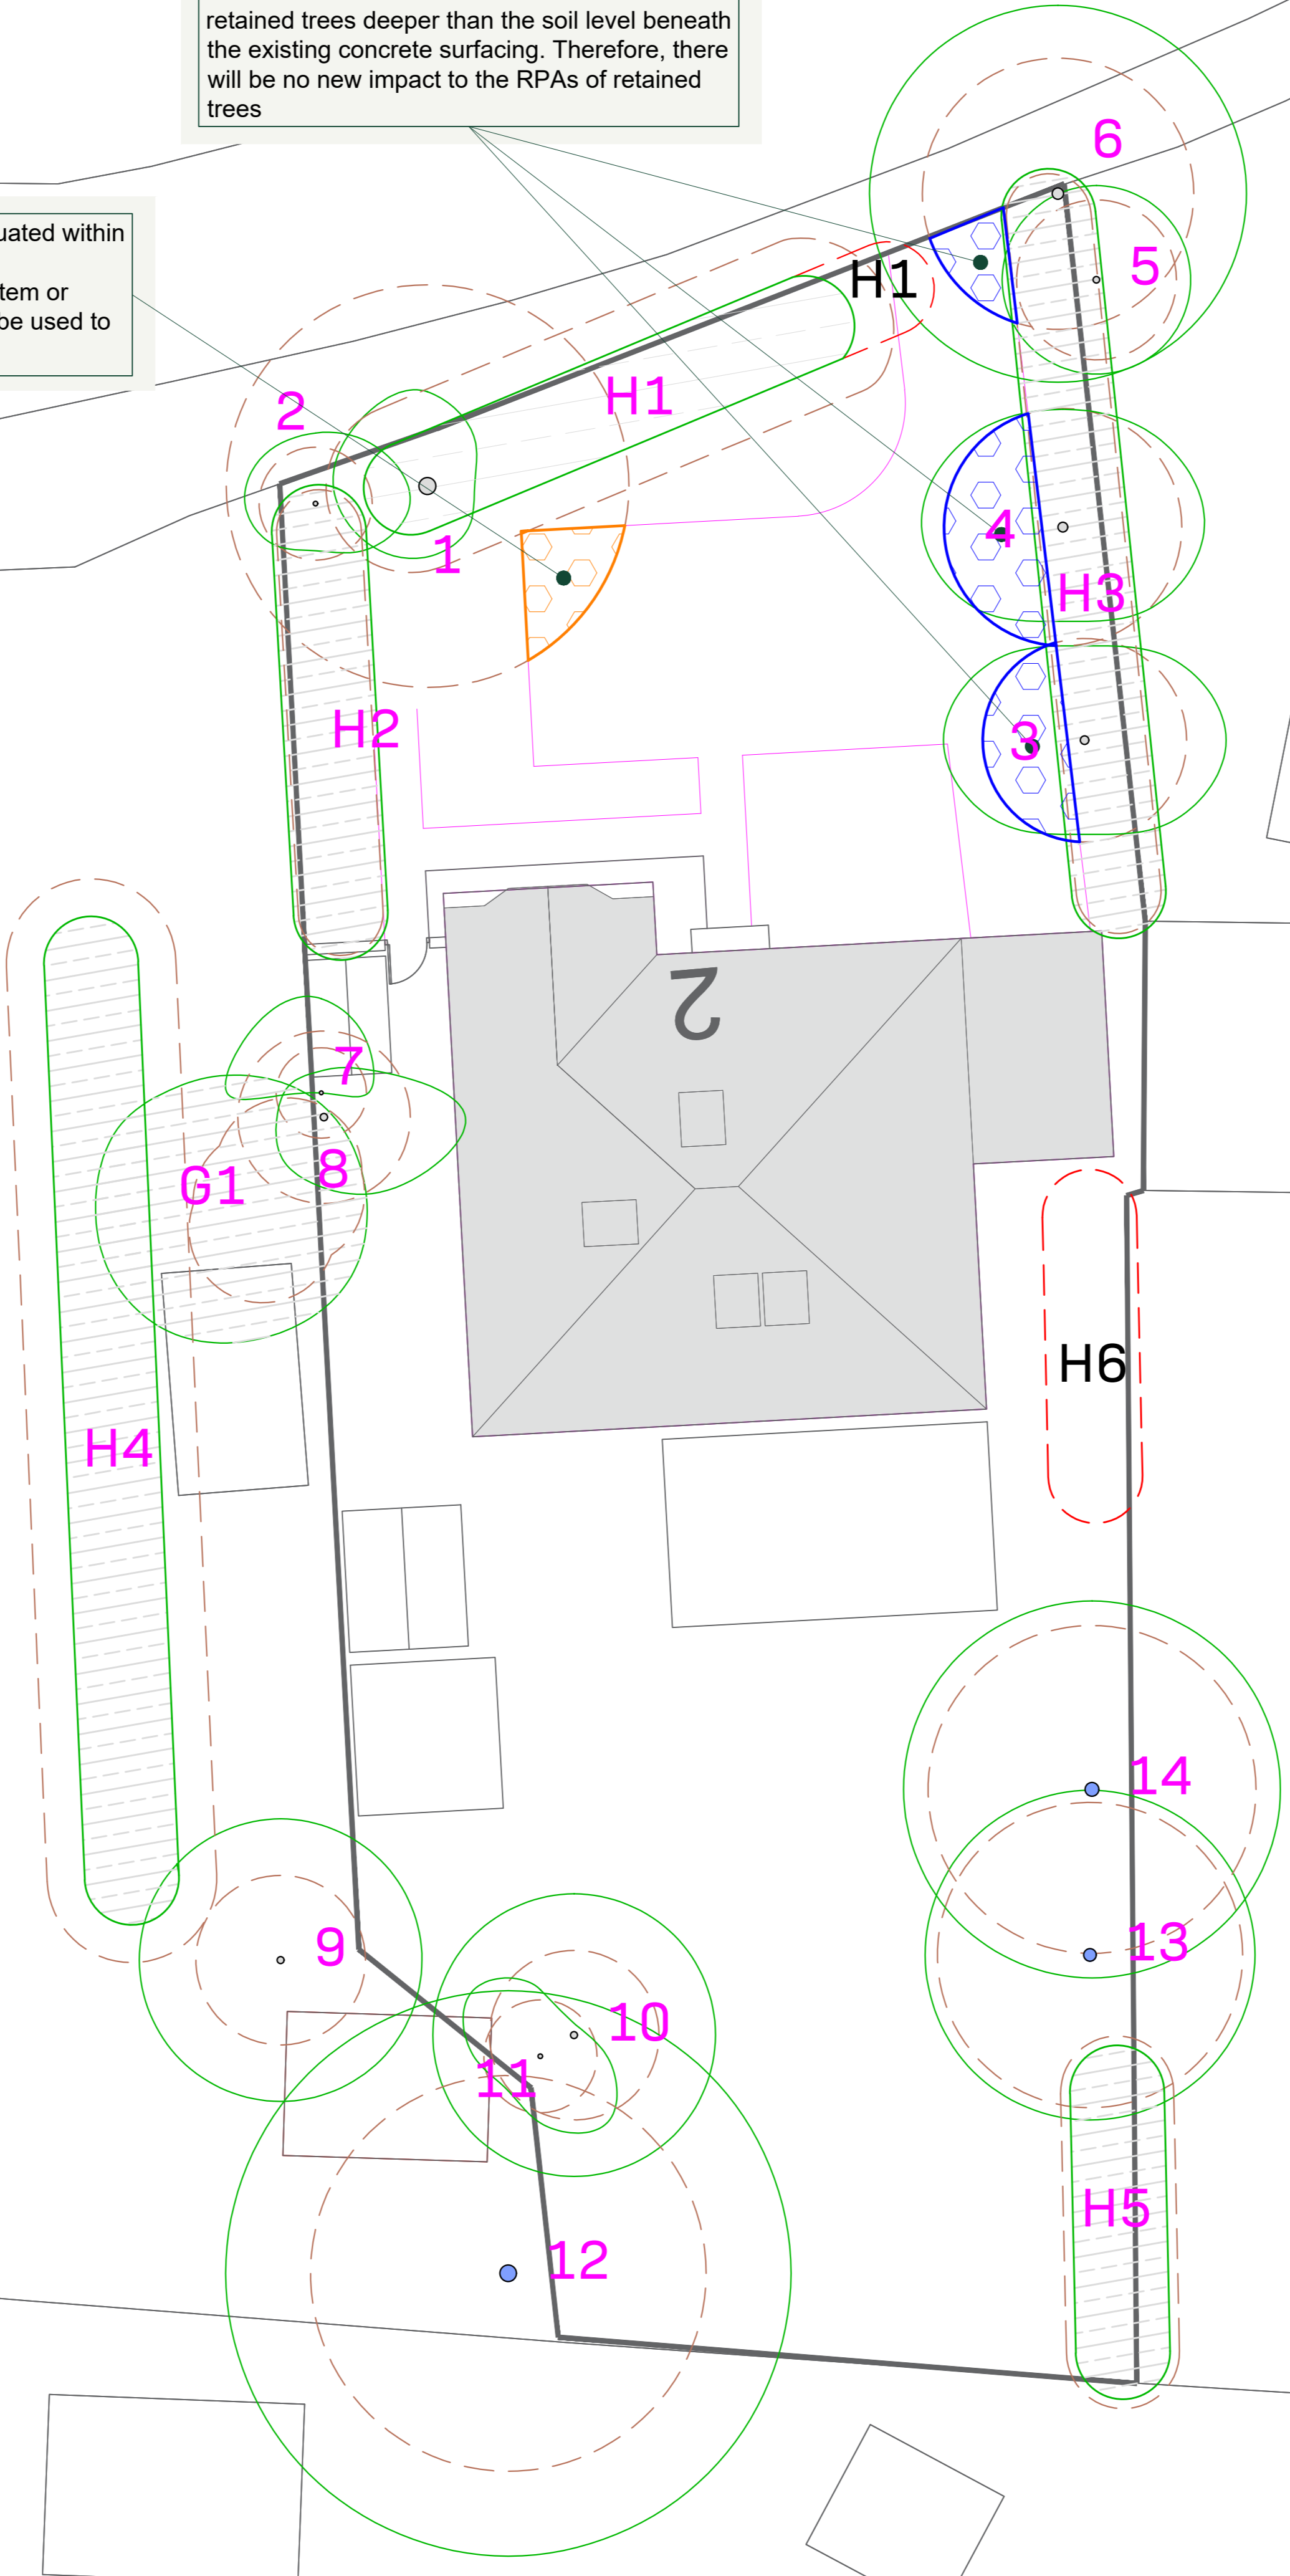 retained trees deeper than the soil level beneath
the existing concrete surfacing. Therefore, there
will be no new impact to the RPAs of retained
trees
uated within
tem or
be used to
6
5
H1
H1
2
1
4
H3
3
H2
2
7
8
G1
H6
H4
14
13
9
10
11
H5
12